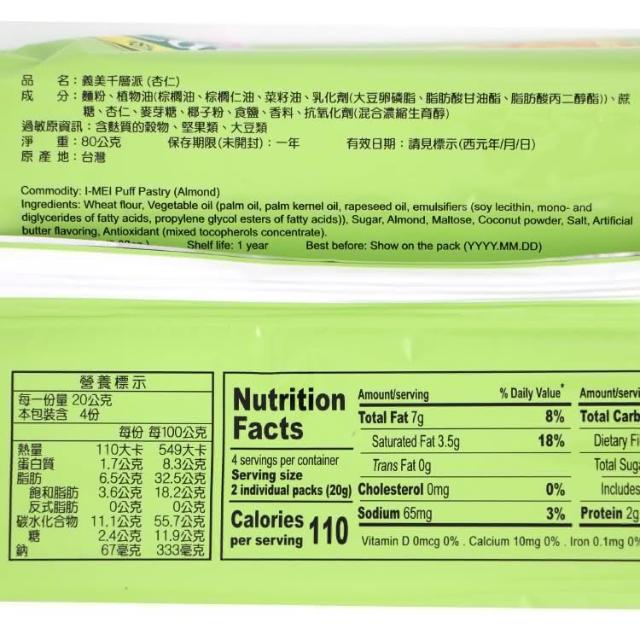 品 名：義美千層派 (杏仁)
成 分：麵粉、植物油(棕櫚油、棕櫚仁油、菜籽油、乳化劑(大豆卵磷脂、脂肪酸甘油酯、脂肪酸丙二醇酯))、蔗
糖、杏仁、麥芽糖、椰子粉、食鹽、香料、抗氧化劑(混合濃縮生育醇)
過敏原資訊：含麩質的穀物、堅果類、大豆類
淨 重：80公克 保存期限(未開封)：一年 有效日期：請見標示(西元年/月/日)
原 產 地：台灣
Commodity: I-MEI Puff Pastry (Almond)
Ingredients: Wheat flour, Vegetable oil (palm oil, palm kernel oil, rapeseed oil, emulsifiers (soy lecithin, mono- and
diglycerides of fatty acids, propylene glycol esters of fatty acids)), Sugar, Almond, Maltose, Coconut powder, Salt, Artificial
butter flavoring, Antioxidant (mixed tocopherols concentrate).
Shelf life: 1 year Best before: Show on the pack (YYYY.MM.DD)
營養標示
每一份量 20公克
本包裝含 4份
每份 每100公克
熱量 110大卡 549大卡
蛋白質 1.7公克 8.3公克
脂肪 6.5公克 32.5公克
飽和脂肪 3.6公克 18.2公克
反式脂肪 0公克 0公克
碳水化合物 11.1公克 55.7公克
糖 2.4公克 11.9公克
鈉 67毫克 333毫克
Nutrition
Facts
4 servings per container
Serving size
2 individual packs (20g)
Calories
per serving 110
Amount/serving % Daily Value*
Total Fat 7g 8%
Saturated Fat 3.5g 18%
Trans Fat 0g
Cholesterol 0mg 0%
Sodium 65mg 3%
Amount/servi
Total Carb
Dietary Fi
Total Suga
Includes
Protein 2g
Vitamin D 0mcg 0% . Calcium 10mg 0% . Iron 0.1mg 0%